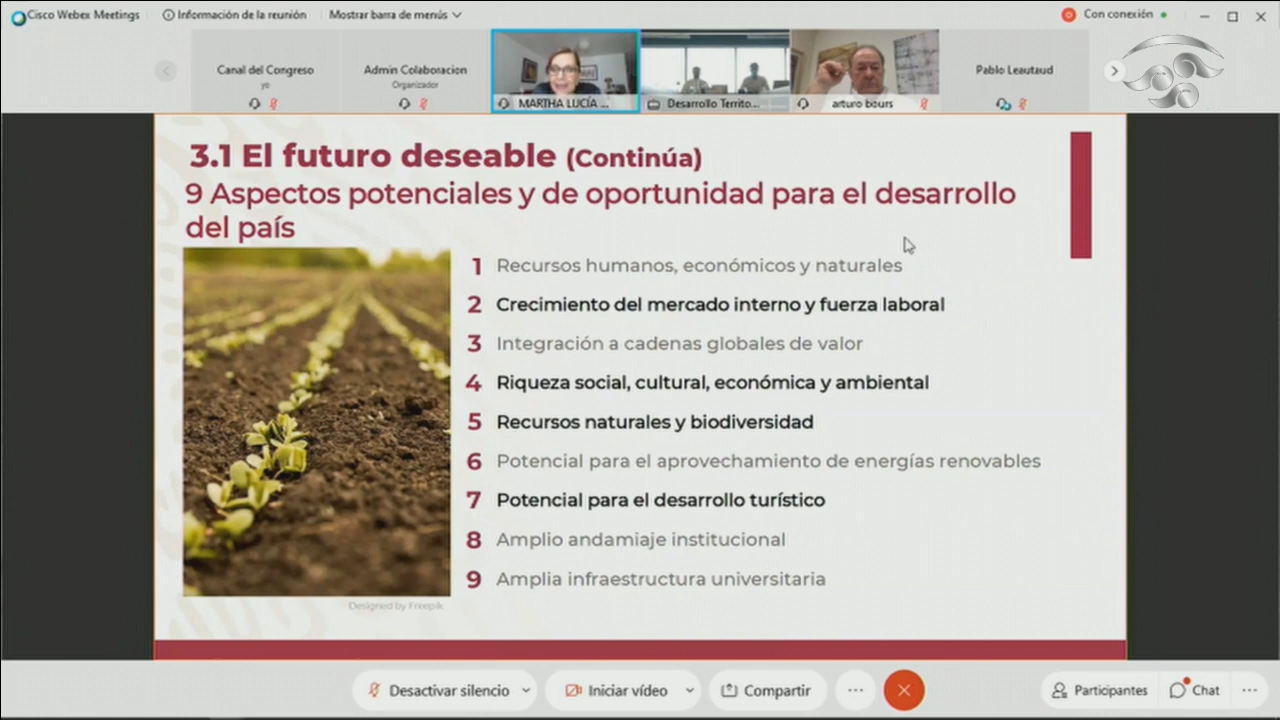 Cisco Webex Meetings
Información de la reunión
Mostrar barra de menús
Con conexión
Canal del Congreso
yo
Admin Colaboracion
Organizador
MARTHA LUCÍA ...
Desarrollo Territo...
arturo bours
Pablo Leautaud
3.1 El futuro deseable (Continúa)
9 Aspectos potenciales y de oportunidad para el desarrollo
del país
1 Recursos humanos, económicos y naturales
2 Crecimiento del mercado interno y fuerza laboral
3 Integración a cadenas globales de valor
4 Riqueza social, cultural, económica y ambiental
5 Recursos naturales y biodiversidad
6 Potencial para el aprovechamiento de energías renovables
7 Potencial para el desarrollo turístico
8 Amplio andamiaje institucional
9 Amplia infraestructura universitaria
Designed by Freepik
Desactivar silencio
Iniciar vídeo
Compartir
Participantes
Chat